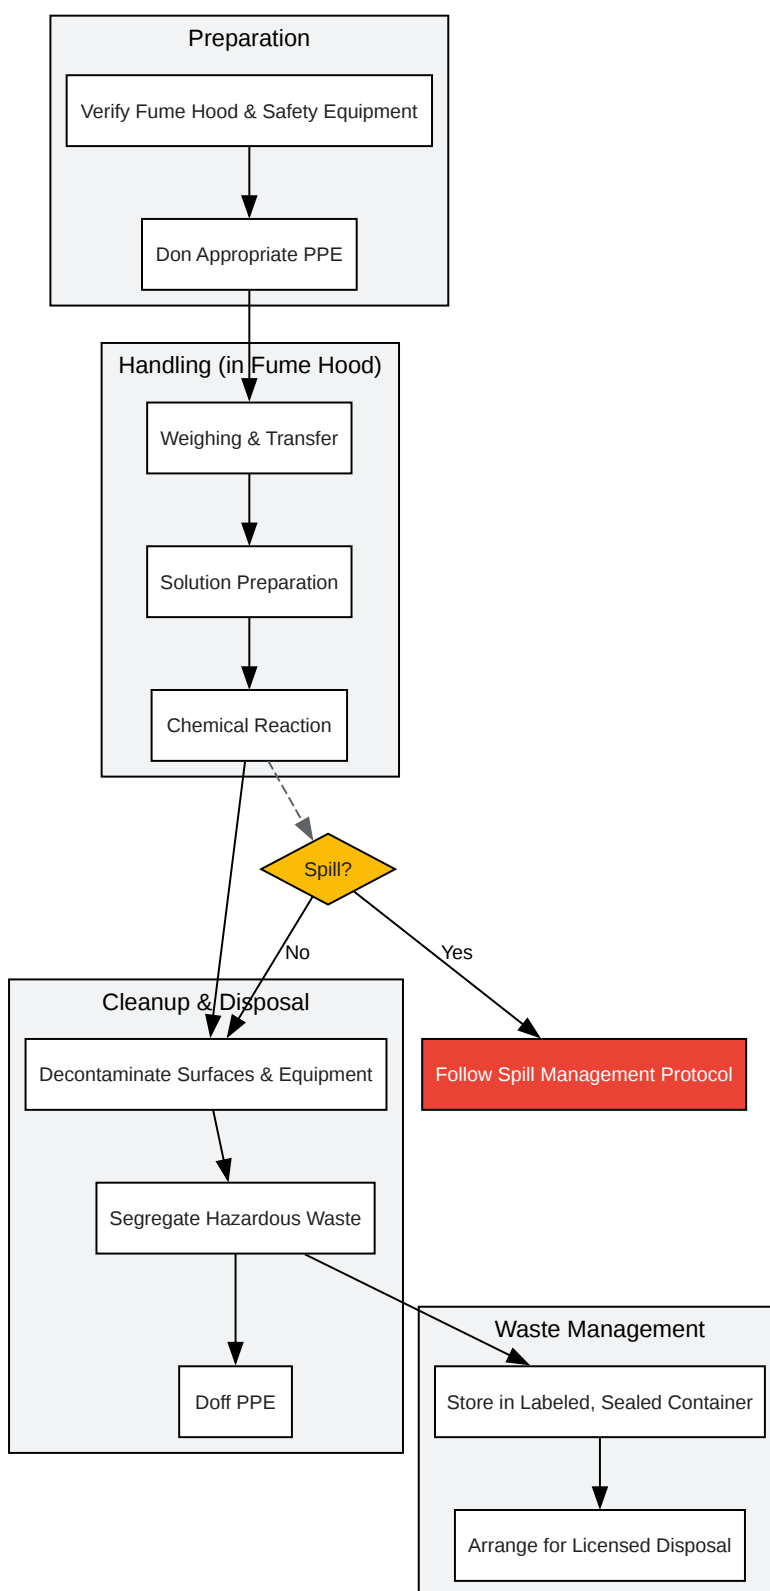 Preparation
Verify Fume Hood & Safety Equipment
Don Appropriate PPE
Handling (in Fume Hood)
Weighing & Transfer
Solution Preparation
Chemical Reaction
Spill?
No
Yes
Cleanup & Disposal
Decontaminate Surfaces & Equipment
Follow Spill Management Protocol
Segregate Hazardous Waste
Waste Management
Doff PPE
Store in Labeled, Sealed Container
Arrange for Licensed Disposal